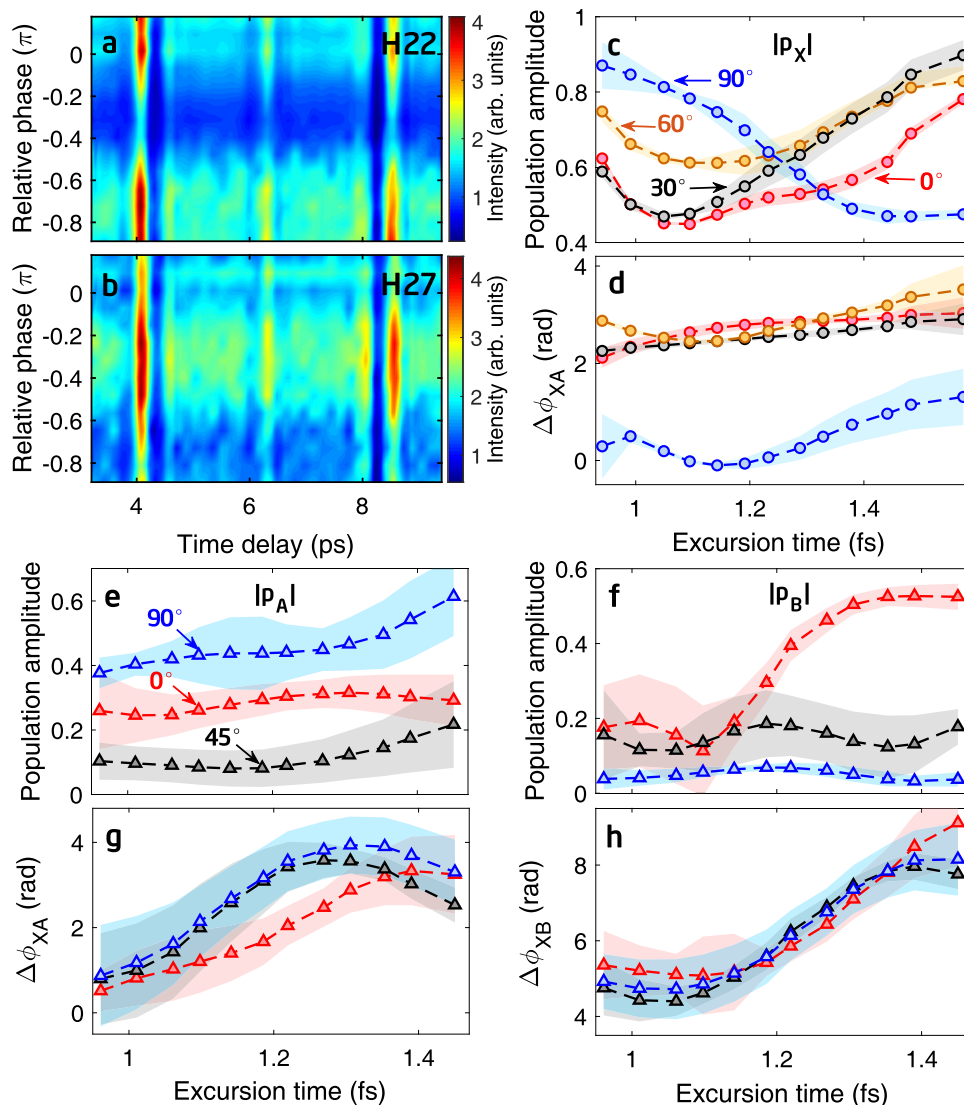 a
H22
Relative phase (π)
0
-0.2
-0.4
-0.6
-0.8
4
3
2
1
Intensity (arb. units)
b
H27
Relative phase (π)
0
-0.2
-0.4
-0.6
-0.8
4
3
2
1
Intensity (arb. units)
4
6
8
Time delay (ps)
c
|pX|
90°
60°
30°
0°
Population amplitude
1
0.8
0.6
0.4
d
ΔϕXA (rad)
4
2
0
1
1.2
1.4
Excursion time (fs)
e
|pA|
90°
0°
45°
Population amplitude
0.6
0.4
0.2
0
f
|pB|
Population amplitude
0.6
0.4
0.2
0
g
ΔϕXA (rad)
4
2
0
1
1.2
1.4
Excursion time (fs)
h
ΔϕXB (rad)
8
6
4
1
1.2
1.4
Excursion time (fs)